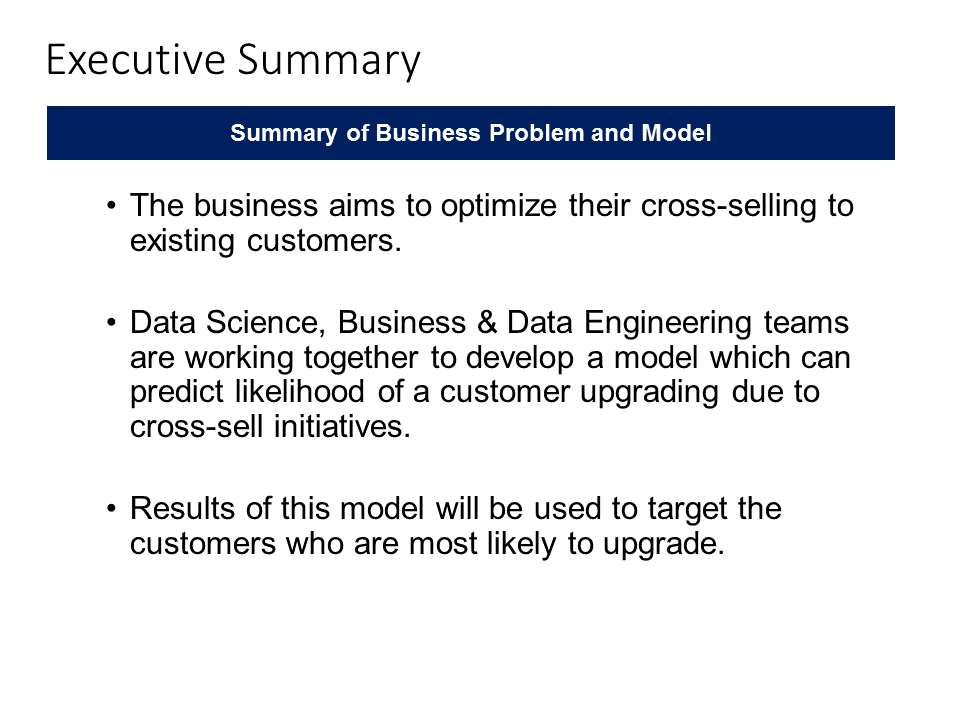 Executive Summary
Summary of Business Problem and Model
• The business aims to optimize their cross-selling to
existing customers.
• Data Science, Business & Data Engineering teams
are working together to develop a model which can
predict likelihood of a customer upgrading due to
cross-sell initiatives.
• Results of this model will be used to target the
customers who are most likely to upgrade.